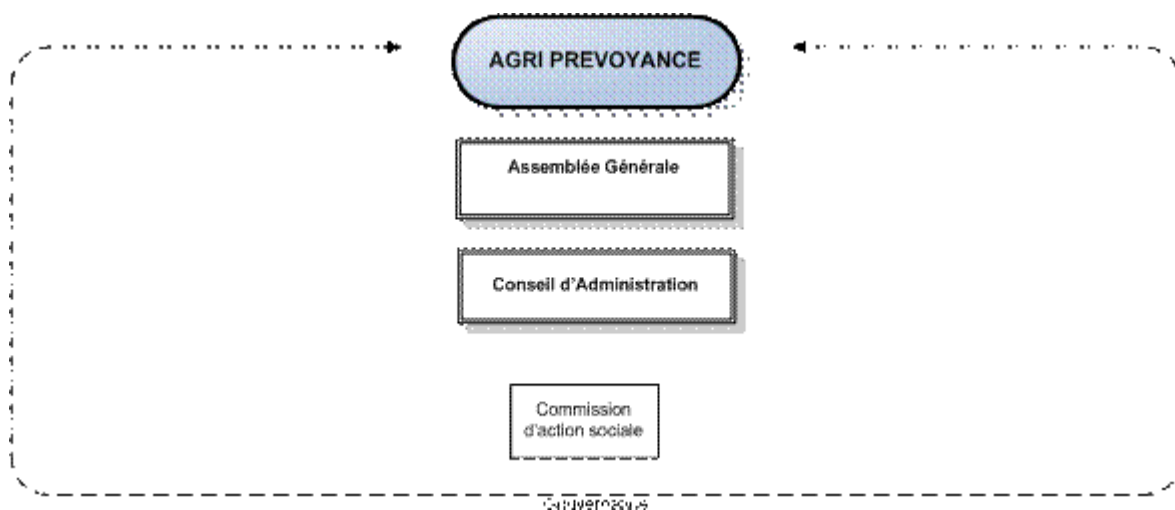 AGRI PREVOYANCE
Assemblée Générale
Conseil d'Administration
Commission
d'action sociale